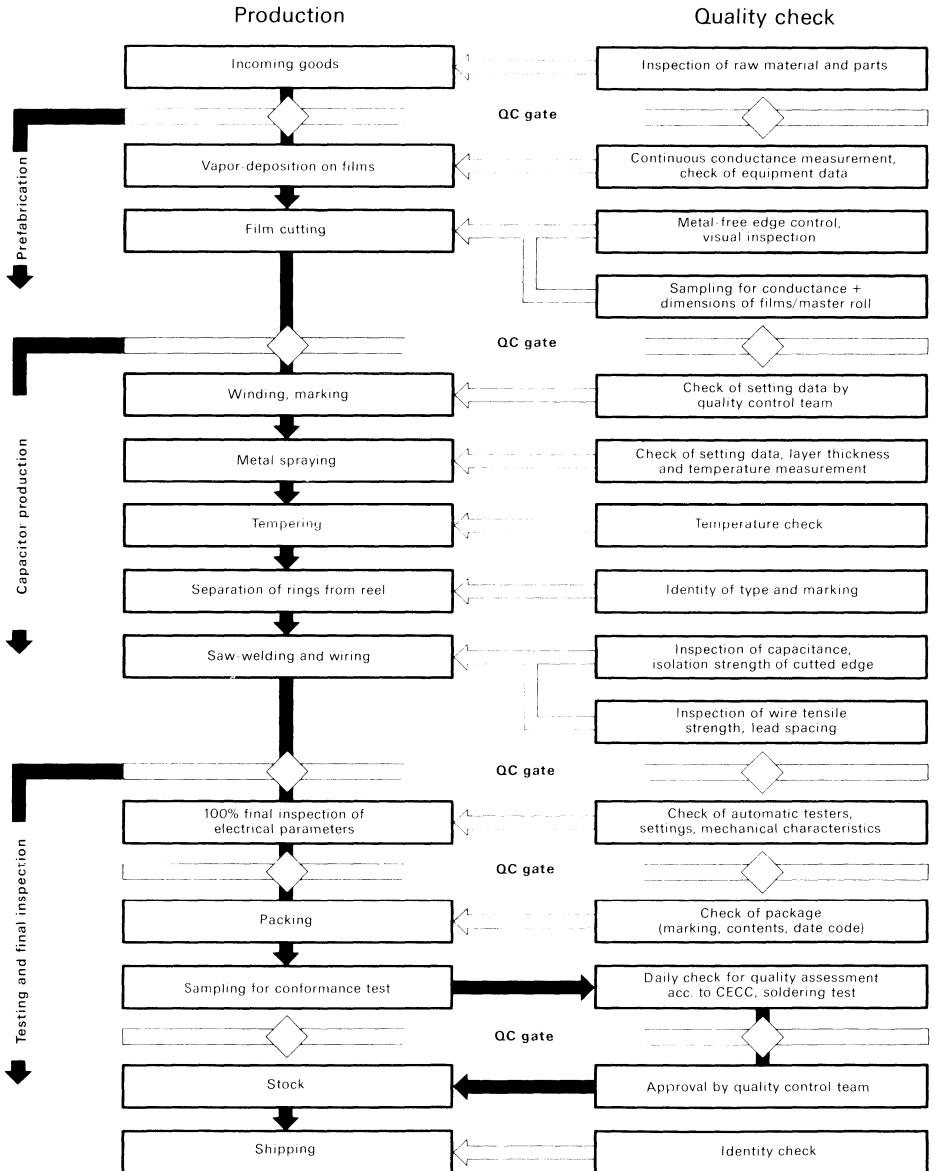 Production
Quality check
Incoming goods
Inspection of raw material and parts
QC gate
Prefabrication
Vapor-deposition on films
Continuous conductance measurement,
check of equipment data
Film cutting
Metal-free edge control,
visual inspection
Sampling for conductance +
dimensions of films/master roll
QC gate
Capacitor production
Winding, marking
Check of setting data by
quality control team
Metal spraying
Check of setting data, layer thickness
and temperature measurement
Tempering
Temperature check
Separation of rings from reel
Identity of type and marking
Saw-welding and wiring
Inspection of capacitance,
isolation strength of cutted edge
Inspection of wire tensile
strength, lead spacing
QC gate
Testing and final inspection
100% final inspection of
electrical parameters
Check of automatic testers,
settings, mechanical characteristics
QC gate
Packing
Check of package
(marking, contents, date code)
Sampling for conformance test
Daily check for quality assessment
acc. to CECC, soldering test
QC gate
Stock
Approval by quality control team
Shipping
Identity check